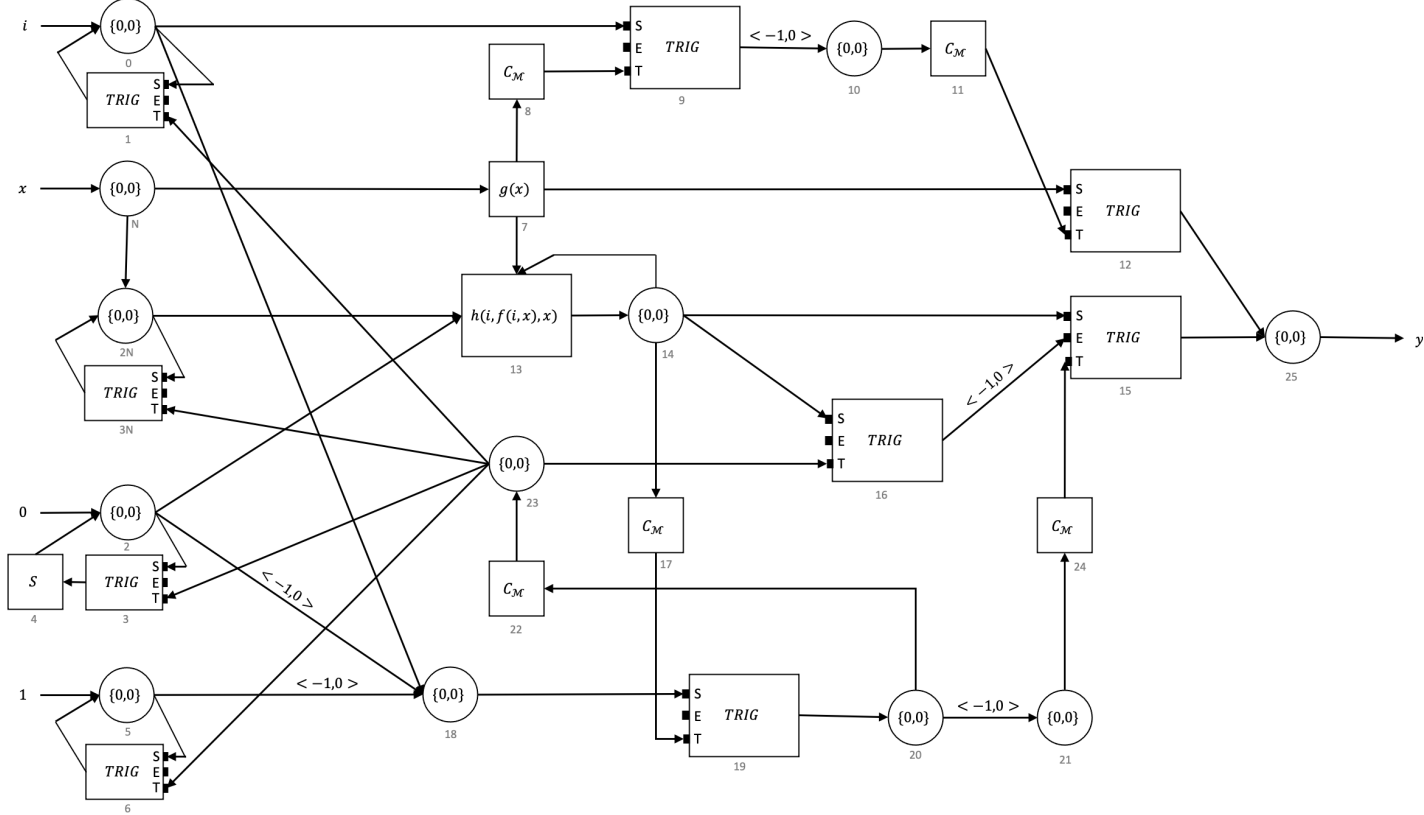 i
{0,0}
0
S
E
T
TRIG
1
C_M
8
S
E
T
TRIG
9
< −1,0 >
{0,0}
10
C_M
11
x
{0,0}
N
g(x)
7
S
E
T
TRIG
12
{0,0}
2N
S
E
T
TRIG
3N
h(i, f(i, x), x)
13
{0,0}
14
S
E
T
TRIG
15
{0,0}
25
y
< −1,0 >
S
E
T
TRIG
16
{0,0}
23
0
{0,0}
2
S
4
S
E
T
TRIG
3
< −1,0 >
C_M
22
C_M
17
C_M
24
1
{0,0}
5
S
E
T
TRIG
6
< −1,0 >
{0,0}
18
S
E
T
TRIG
19
{0,0}
20
< −1,0 >
{0,0}
21